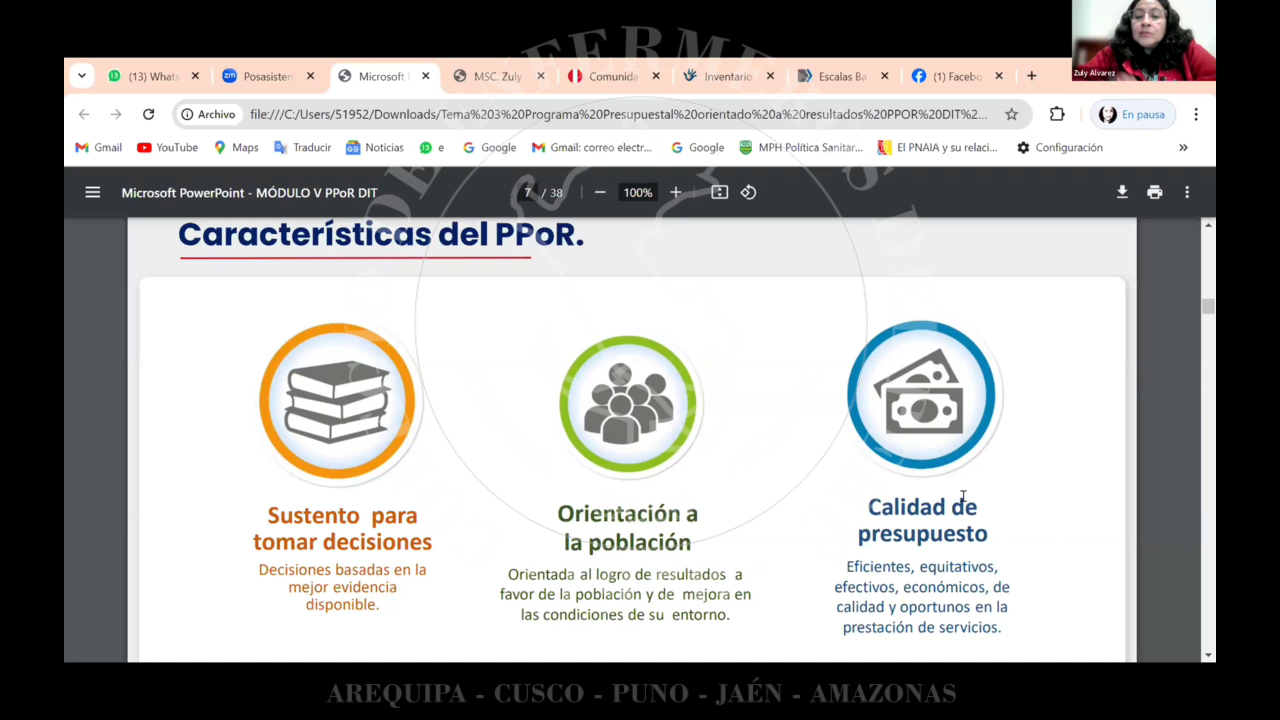 Zuly Alvarez
(13) Whats
Posasisten
Microsoft
MSC. Zuly
Comunida
Inventario
Escalas Ba
(1) Facebo
Archivo
file:///C:/Users/51952/Downloads/Tema%203%20Programa%20Presupuestal%20orientado%20a%20resultados%20PPOR%20DIT%2...
En pausa
Gmail
YouTube
Maps
Traducir
Noticias
e
Google
Gmail: correo electr...
Google
MPH Política Sanitar...
El PNAIA y su relaci...
Configuración
Microsoft PowerPoint - MÓDULO V PPoR DIT
7 / 38
100%
Características del PPoR.
Sustento para
tomar decisiones
Decisiones basadas en la
mejor evidencia
disponible.
Orientación a
la población
Orientada al logro de resultados a
favor de la población y de mejora en
las condiciones de su entorno.
Calidad de
presupuesto
Eficientes, equitativos,
efectivos, económicos, de
calidad y oportunos en la
prestación de servicios.
AREQUIPA - CUSCO - PUNO - JAÉN - AMAZONAS